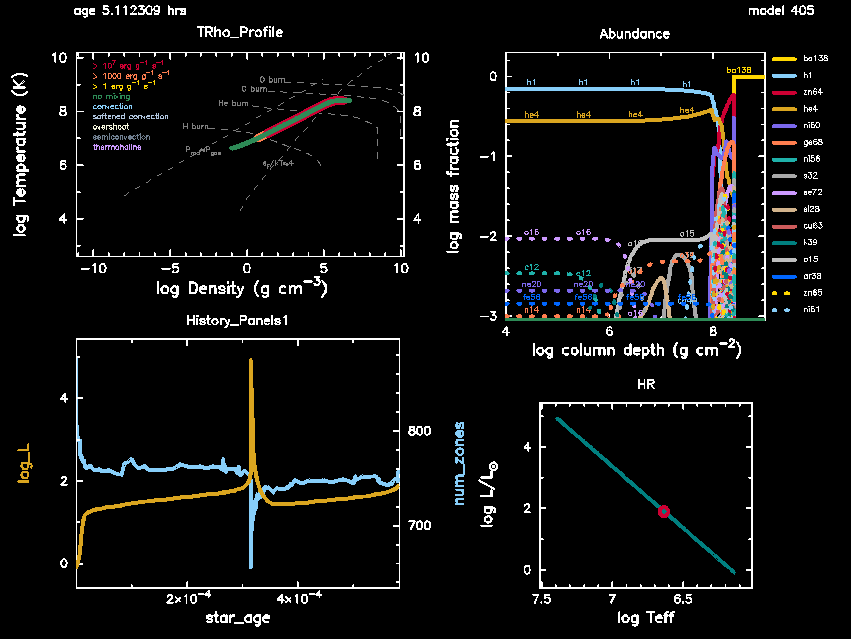 age 5.112309 hrs
model 405
TRho_Profile
10
8
6
4
> 10⁷ erg g⁻¹ s⁻¹
> 1000 erg g⁻¹ s⁻¹
> 1 erg g⁻¹ s⁻¹
no mixing
convection
softened convection
overshoot
semiconvection
thermohaline
O burn
C burn
He burn
H burn
10
8
6
4
−10
−5
0
5
10
log Temperature (K)
log Density (g cm⁻³)
Abundance
ba138
0
−1
−2
−3
h1 h1 h1 h1
he4 he4 he4 he4
o16 o16 o15
c12 c12
ne20 ne20 ne20
fe56 fe56
n14 n14
4
6
8
log mass fraction
log column depth (g cm⁻²)
ba138
h1
zn64
he4
ni60
ge68
ni56
s32
se72
si28
cu63
k39
o15
ar38
zn65
ni61
History_Panels1
4
2
0
800
700
2×10⁻⁴
4×10⁻⁴
log_L
num_zones
star_age
HR
4
2
0
7.5
7
6.5
log L/L☉
log Teff